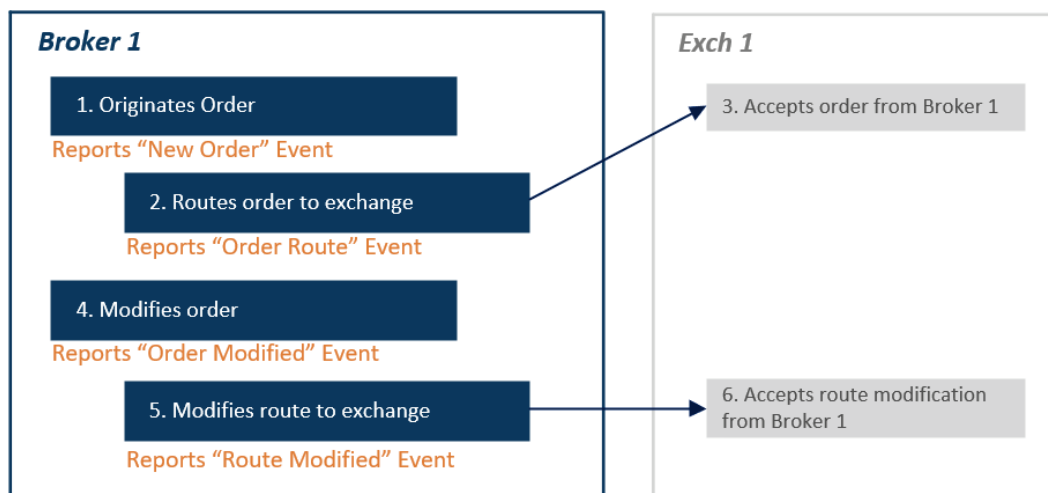 Broker 1
1. Originates Order
Reports “New Order” Event
2. Routes order to exchange
Reports “Order Route” Event
4. Modifies order
Reports “Order Modified” Event
5. Modifies route to exchange
Reports “Route Modified” Event
Exch 1
3. Accepts order from Broker 1
6. Accepts route modification
from Broker 1